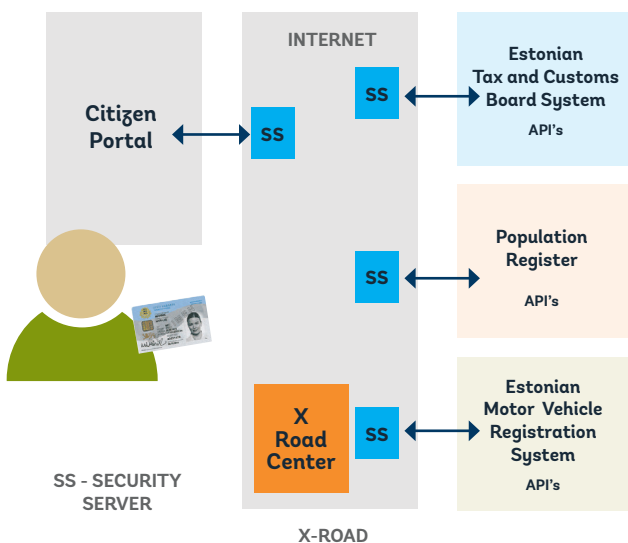 INTERNET
Citizen
Portal
SS
SS
Estonian
Tax and Customs
Board System
API's
SS
Population
Register
API's
X
Road
Center
SS
Estonian
Motor Vehicle
Registration
System
API's
SS - SECURITY
SERVER
X-ROAD